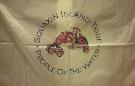 SQUAXIN ISLAND TRIBE
PEOPLE OF THE WATER